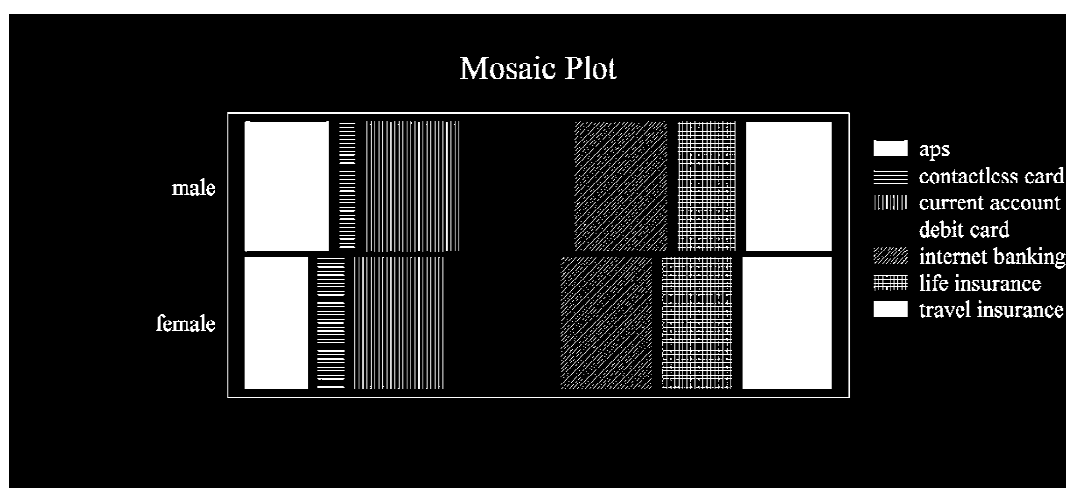 Mosaic Plot
male
female
aps
contactless card
current account
debit card
internet banking
life insurance
travel insurance